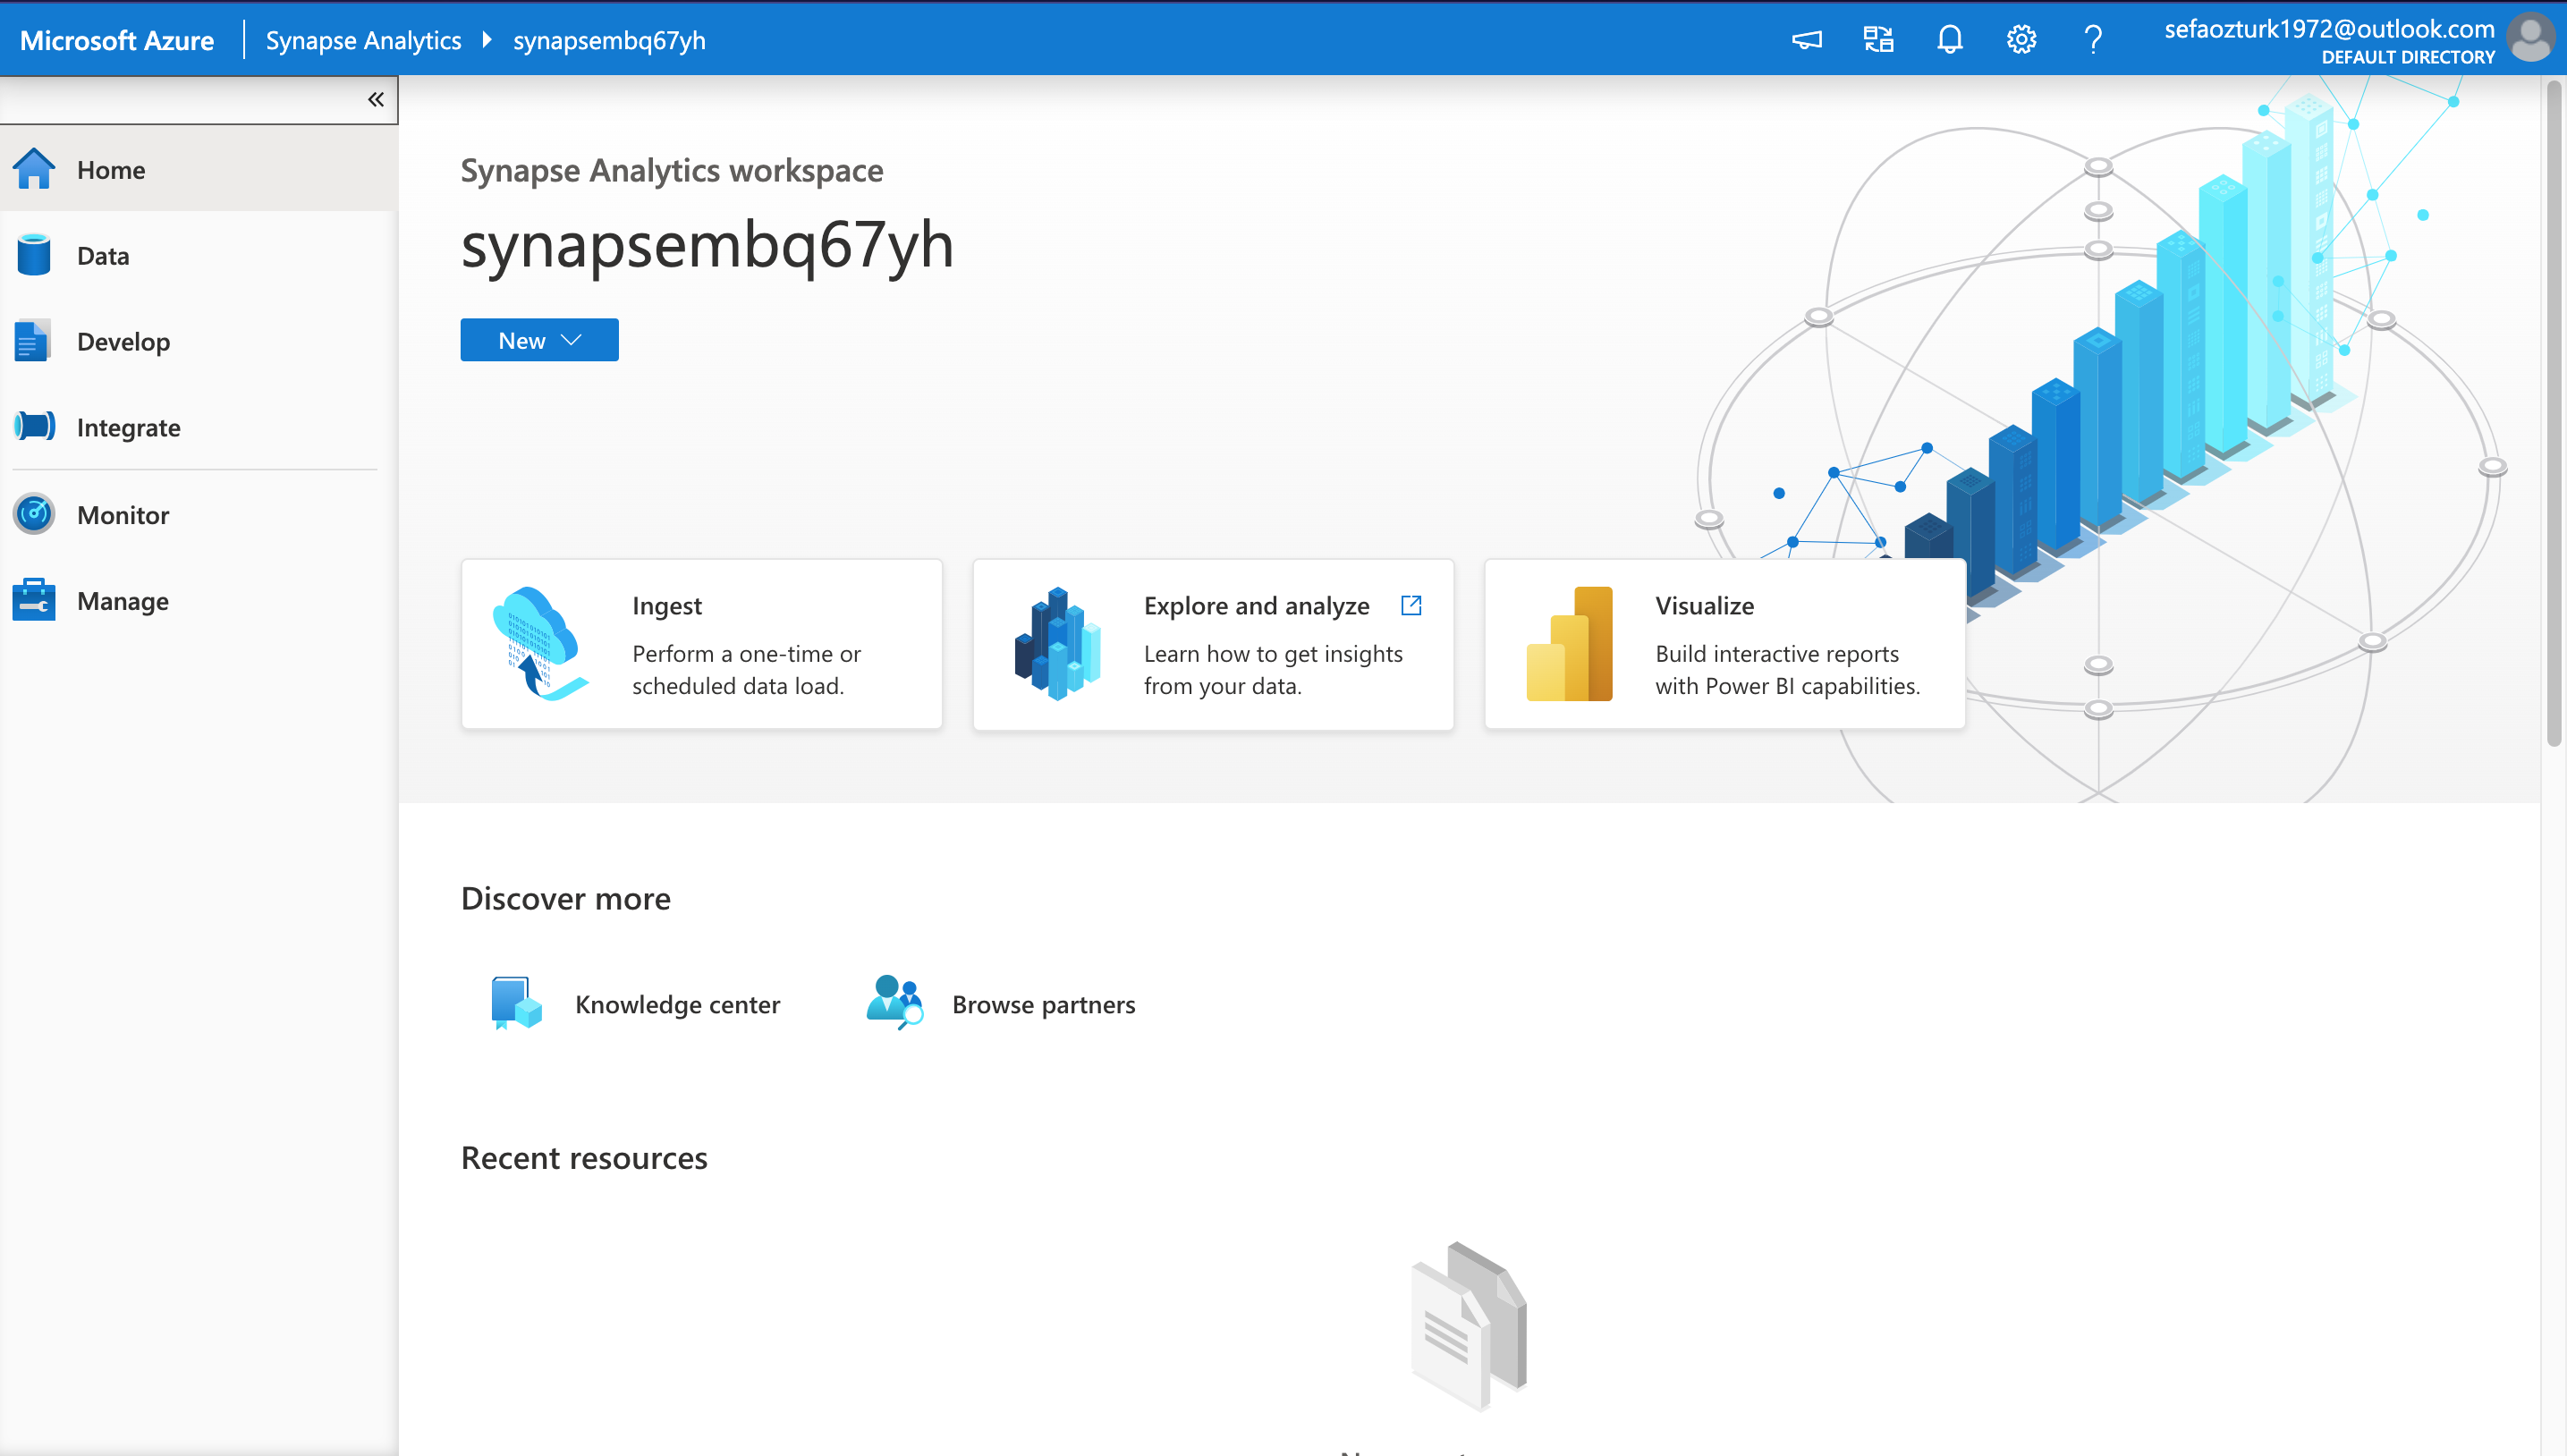 Microsoft Azure
Synapse Analytics
synapsembq67yh
sefaozturk1972@outlook.com
DEFAULT DIRECTORY
Home
Data
Develop
Integrate
Monitor
Manage
Synapse Analytics workspace
synapsembq67yh
New
Ingest
Perform a one-time or
scheduled data load.
Explore and analyze
Learn how to get insights
from your data.
Visualize
Build interactive reports
with Power BI capabilities.
Discover more
Knowledge center
Browse partners
Recent resources